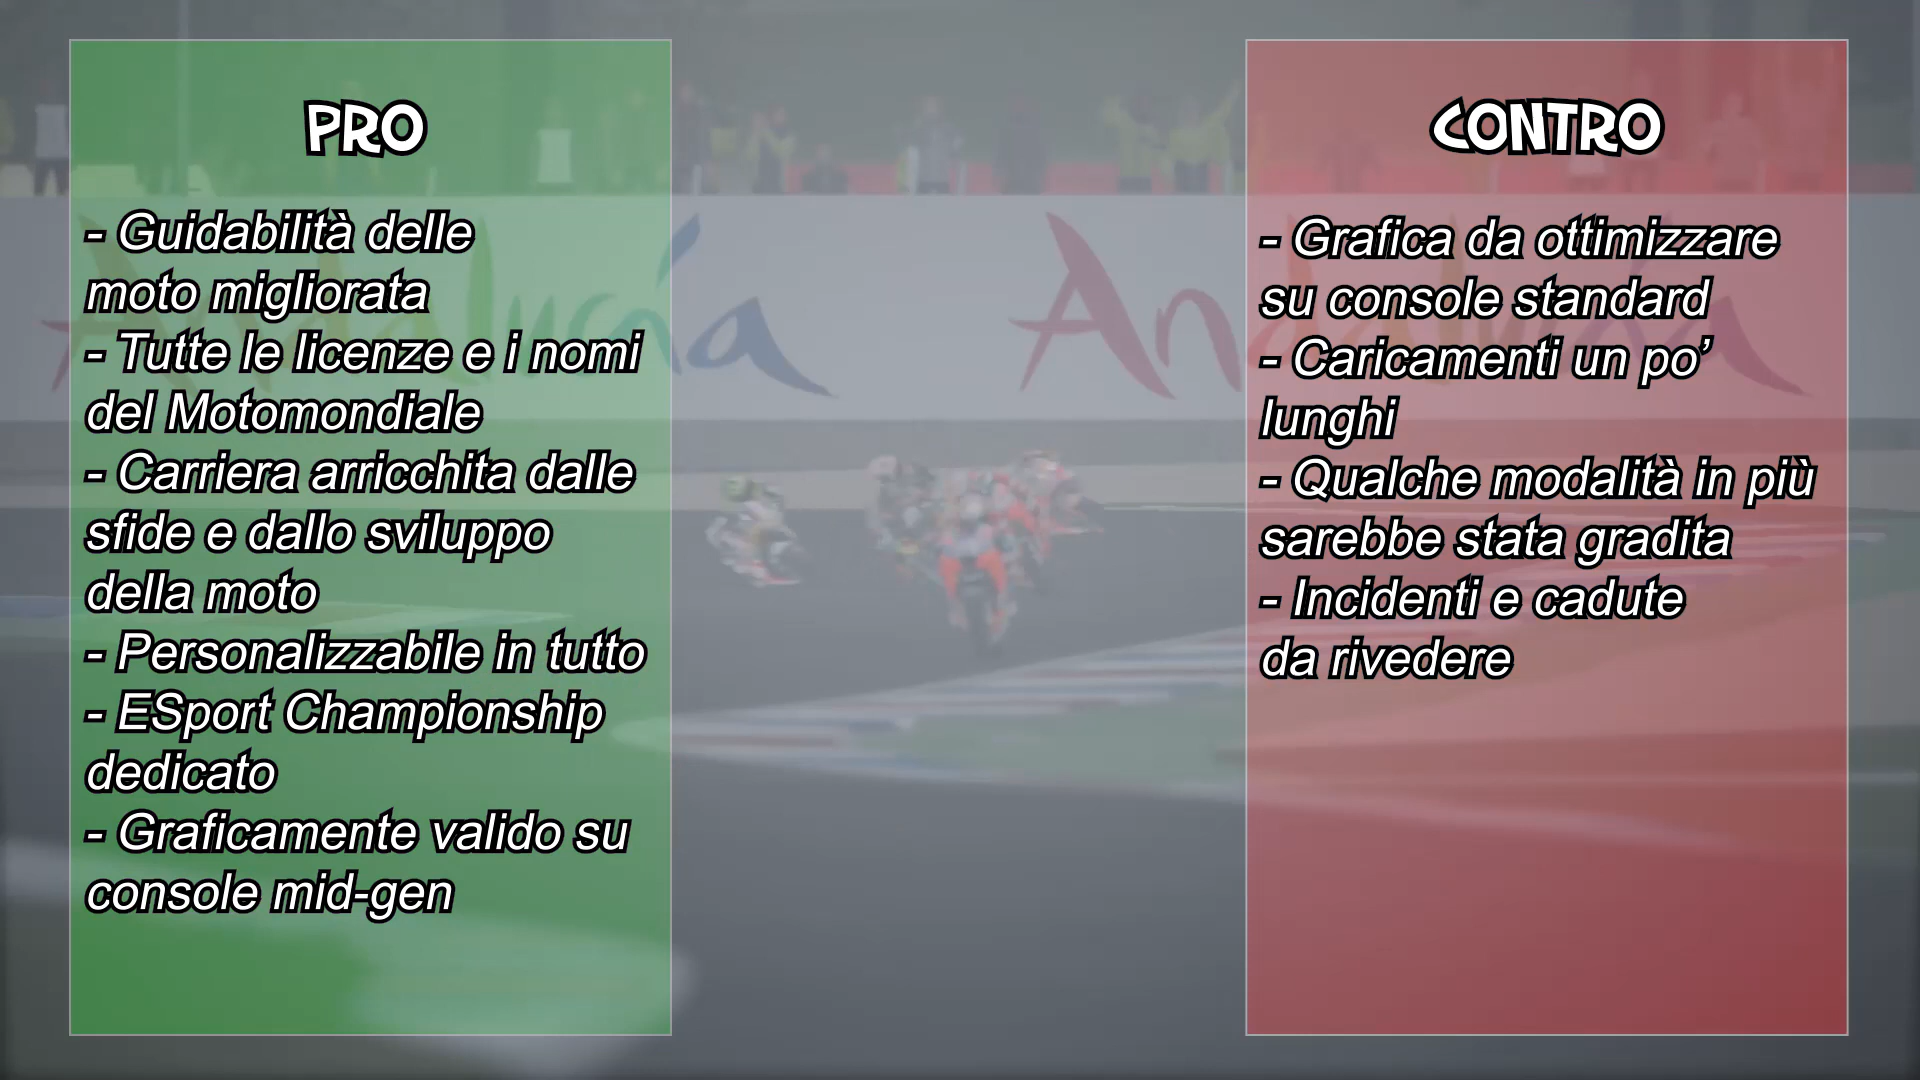 PRO
- Guidabilità delle
moto migliorata
- Tutte le licenze e i nomi
del Motomondiale
- Carriera arricchita dalle
sfide e dallo sviluppo
della moto
- Personalizzabile in tutto
- ESport Championship
dedicato
- Graficamente valido su
console mid-gen
CONTRO
- Grafica da ottimizzare
su console standard
- Caricamenti un po’
lunghi
- Qualche modalità in più
sarebbe stata gradita
- Incidenti e cadute
da rivedere
Andalucía
Andalucía